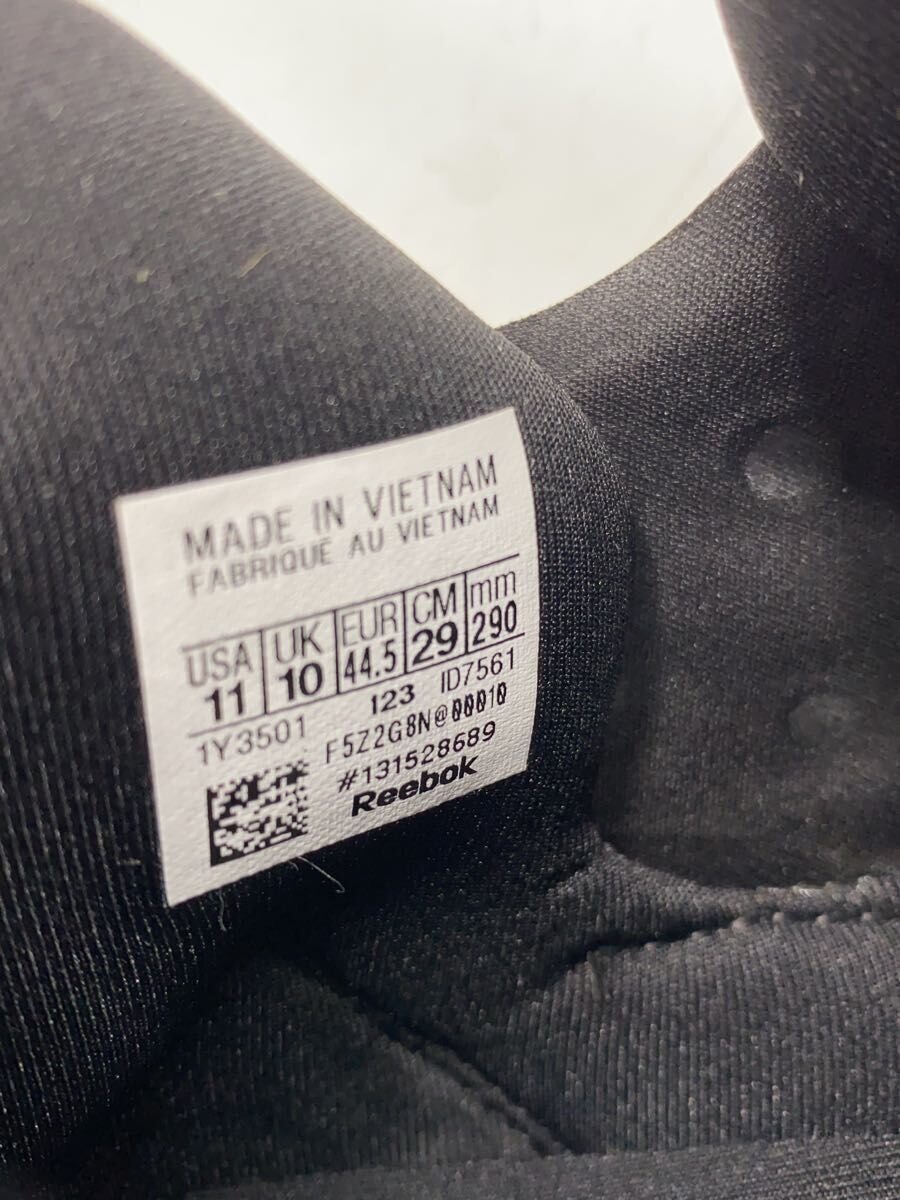 MADE IN VIETNAM
FABRIQUE AU VIETNAM
USA UK EUR CM mm
11 10 44.5 29 290
1Y3501 123 ID7561
F5Z2G8N@00010
#131528689
Reebok